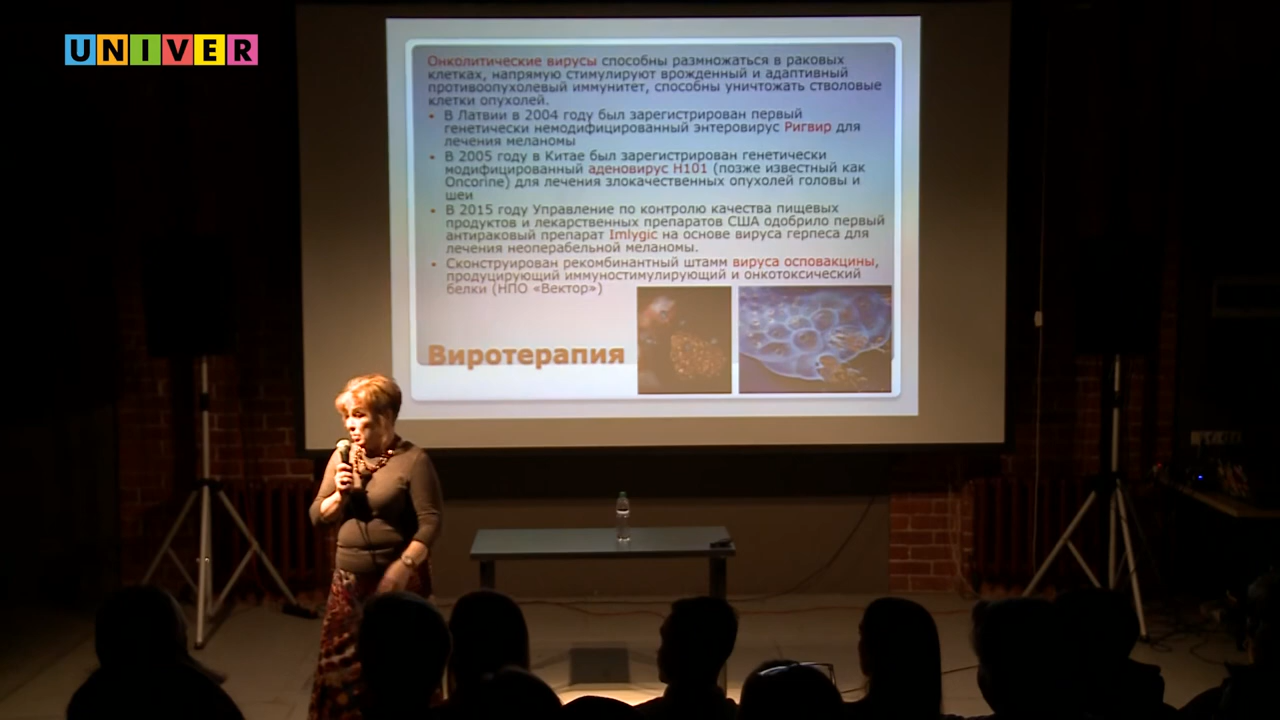 UNIVER
Онколитические вирусы способны размножаться в раковых
клетках, напрямую стимулируют врожденный и адаптивный
противоопухолевый иммунитет, способны уничтожать стволовые
клетки опухолей.
• В Латвии в 2004 году был зарегистрирован первый
генетически немодифицированный энтеровирус Ригвир для
лечения меланомы
• В 2005 году в Китае был зарегистрирован генетически
модифицированный аденовирус H101 (позже известный как
Oncorine) для лечения злокачественных опухолей головы и
шеи
• В 2015 году Управление по контролю качества пищевых
продуктов и лекарственных препаратов США одобрило первый
антираковый препарат Imlygic на основе вируса герпеса для
лечения неоперабельной меланомы.
• Сконструирован рекомбинантный штамм вируса осповакцины,
продуцирующий иммуностимулирующий и онкотоксический
белки (НПО «Вектор»)
Виротерапия